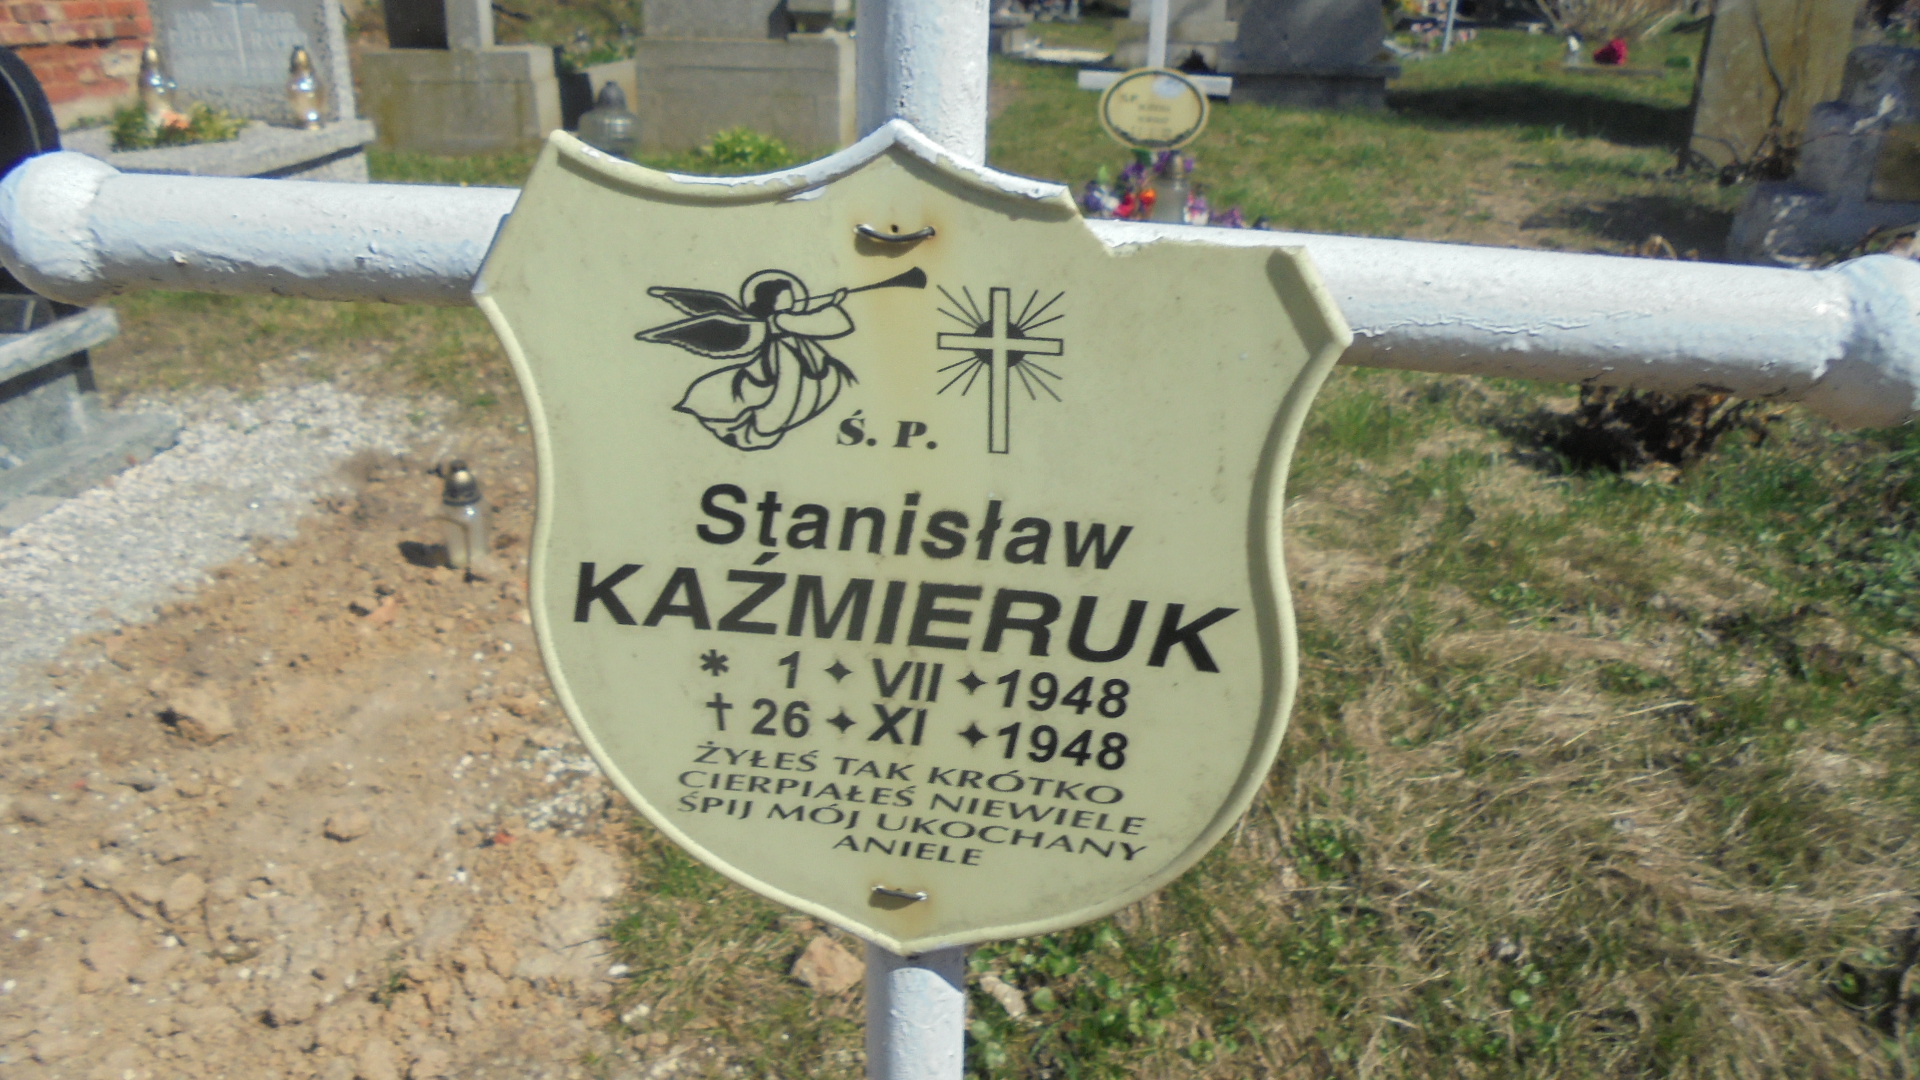 Ś. P.
Stanisław
KAŹMIERUK
* 1 ✦ VII ✦ 1948
† 26 ✦ XI ✦ 1948
ŻYŁEŚ TAK KRÓTKO
CIERPIAŁEŚ NIEWIELE
ŚPIJ MÓJ UKOCHANY
ANIELE